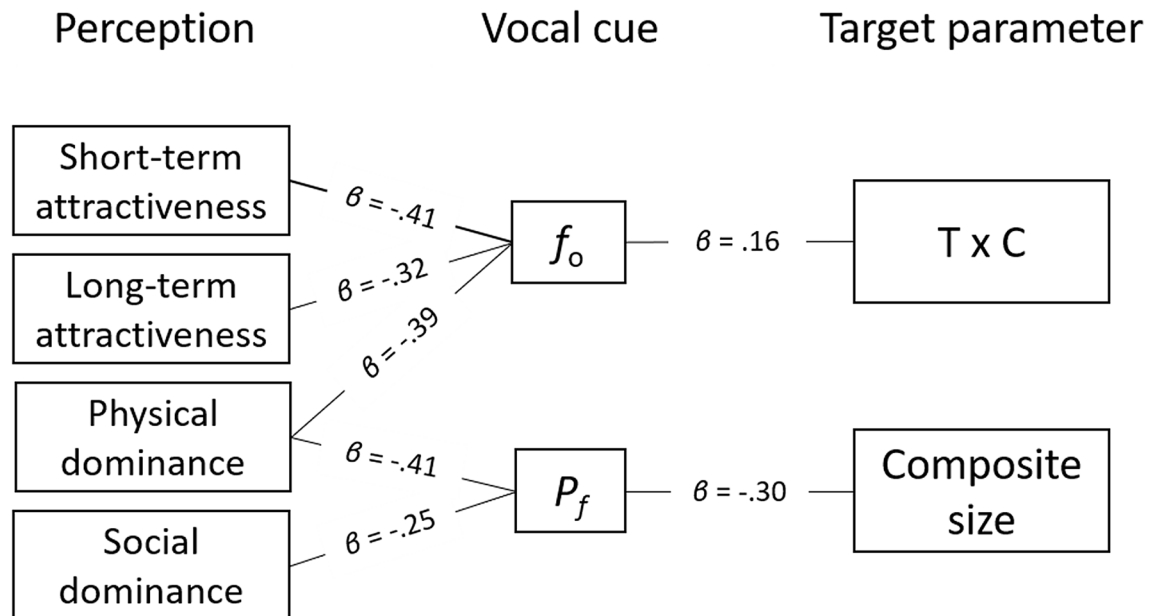 Perception
Vocal cue
Target parameter
Short-term
attractiveness
Long-term
attractiveness
Physical
dominance
Social
dominance
β = -.41
β = -.32
β = -.39
β = -.41
β = -.25
fo
Pf
β = .16
β = -.30
T x C
Composite
size